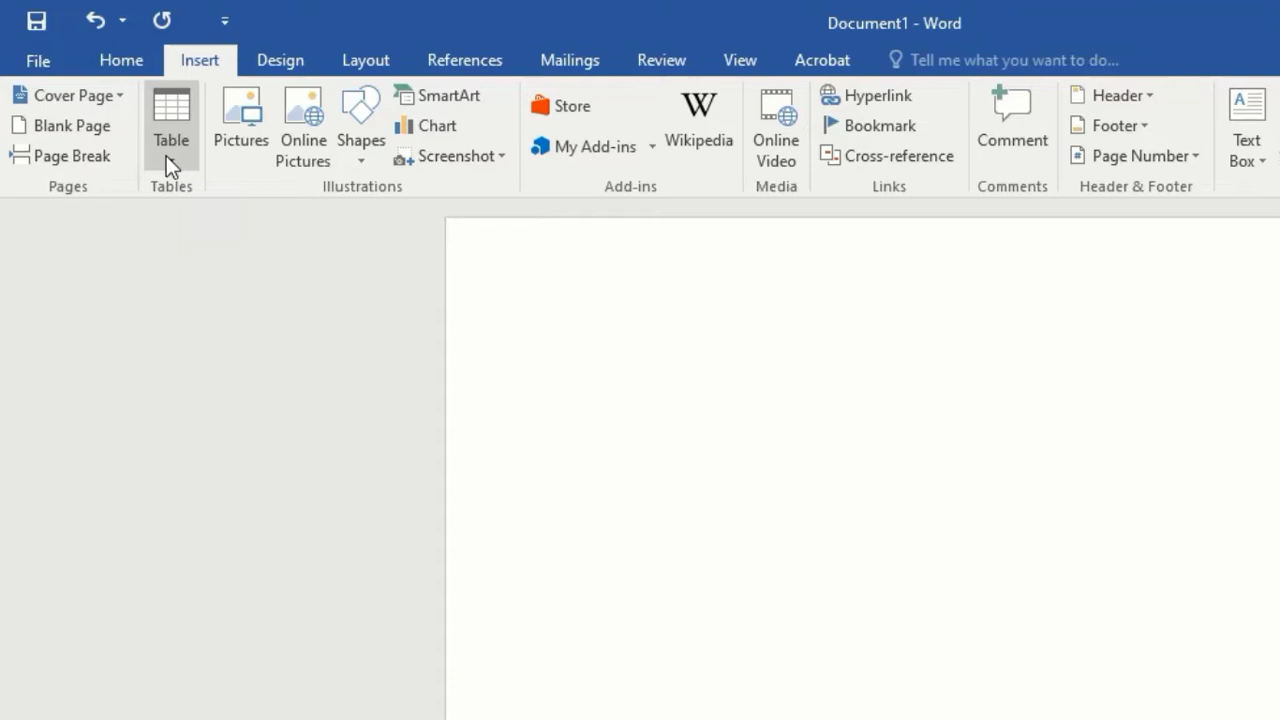 Document1 - Word
File Home Insert Design Layout References Mailings Review View Acrobat Tell me what you want to do...
Cover Page
Blank Page
Page Break
Pages
Table
Tables
Pictures
Online
Pictures
Shapes
SmartArt
Chart
Screenshot
Illustrations
Store
My Add-ins
W
Wikipedia
Add-ins
Online
Video
Media
Hyperlink
Bookmark
Cross-reference
Links
Comment
Comments
Header
Footer
# Page Number
Header & Footer
A
Text
Box